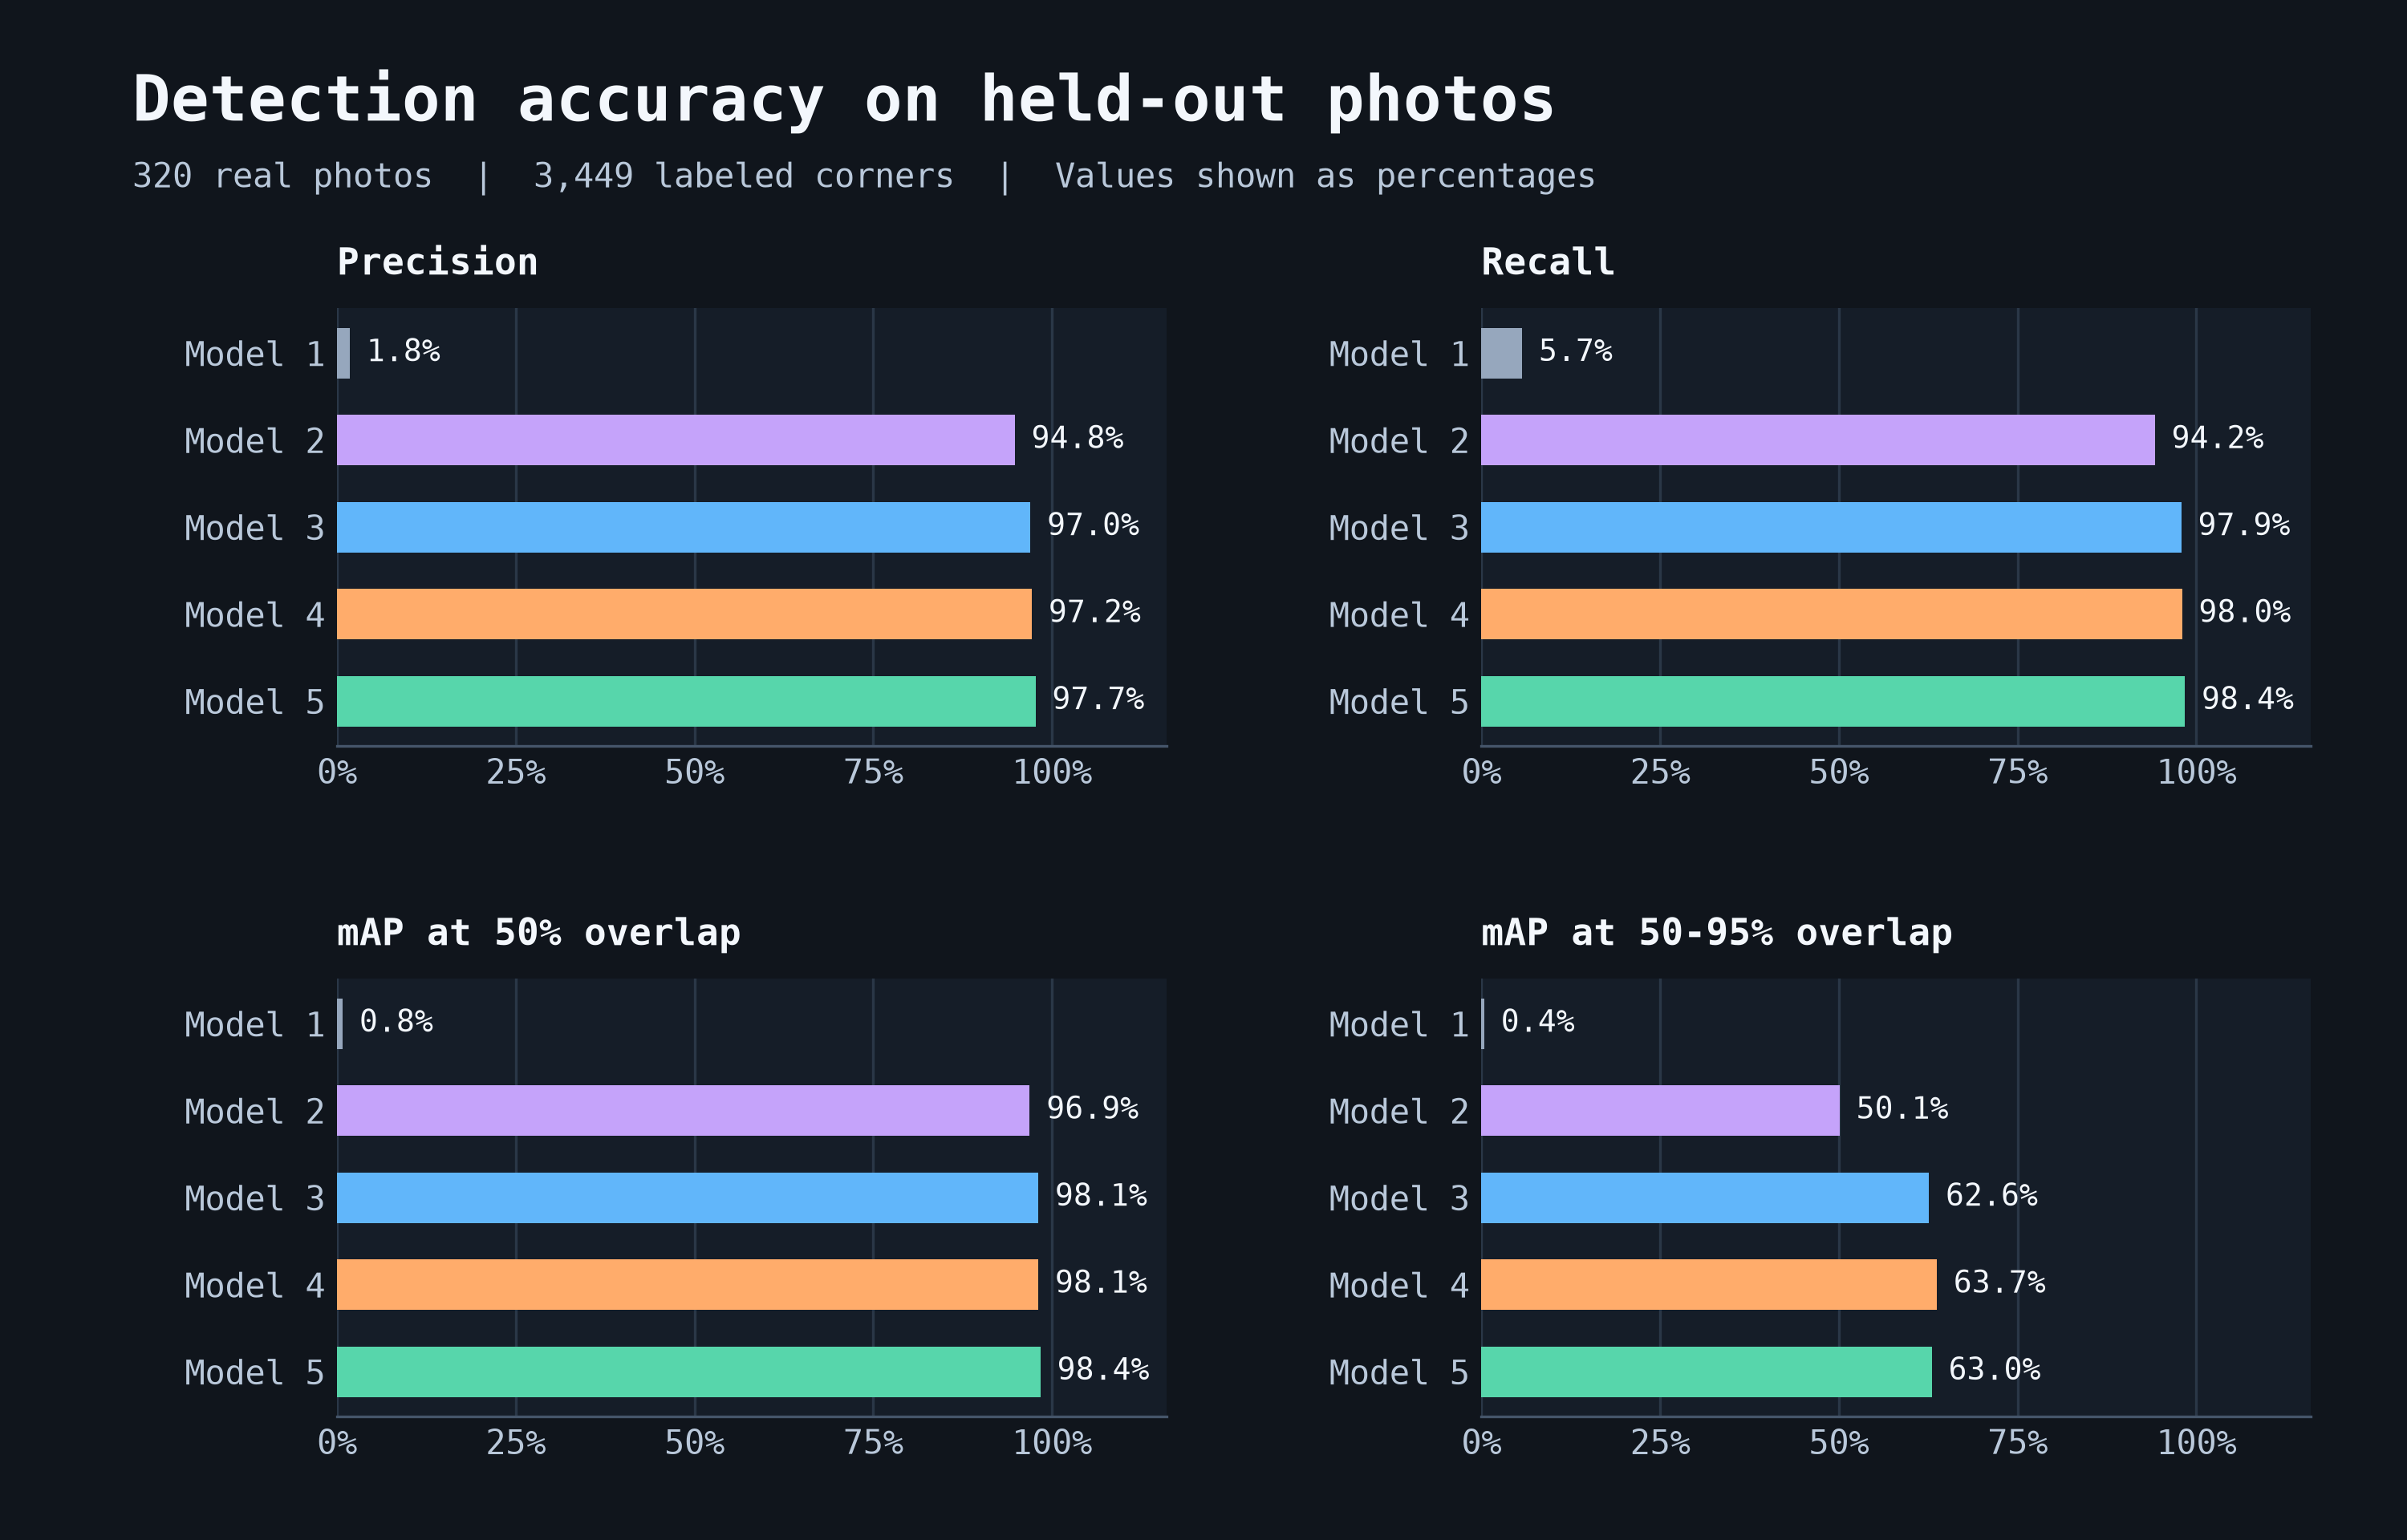 Detection accuracy on held-out photos
320 real photos | 3,449 labeled corners | Values shown as percentages
Precision
Model 1 1.8%
Model 2 94.8%
Model 3 97.0%
Model 4 97.2%
Model 5 97.7%
0% 25% 50% 75% 100%
Recall
Model 1 5.7%
Model 2 94.2%
Model 3 97.9%
Model 4 98.0%
Model 5 98.4%
0% 25% 50% 75% 100%
mAP at 50% overlap
Model 1 0.8%
Model 2 96.9%
Model 3 98.1%
Model 4 98.1%
Model 5 98.4%
0% 25% 50% 75% 100%
mAP at 50-95% overlap
Model 1 0.4%
Model 2 50.1%
Model 3 62.6%
Model 4 63.7%
Model 5 63.0%
0% 25% 50% 75% 100%